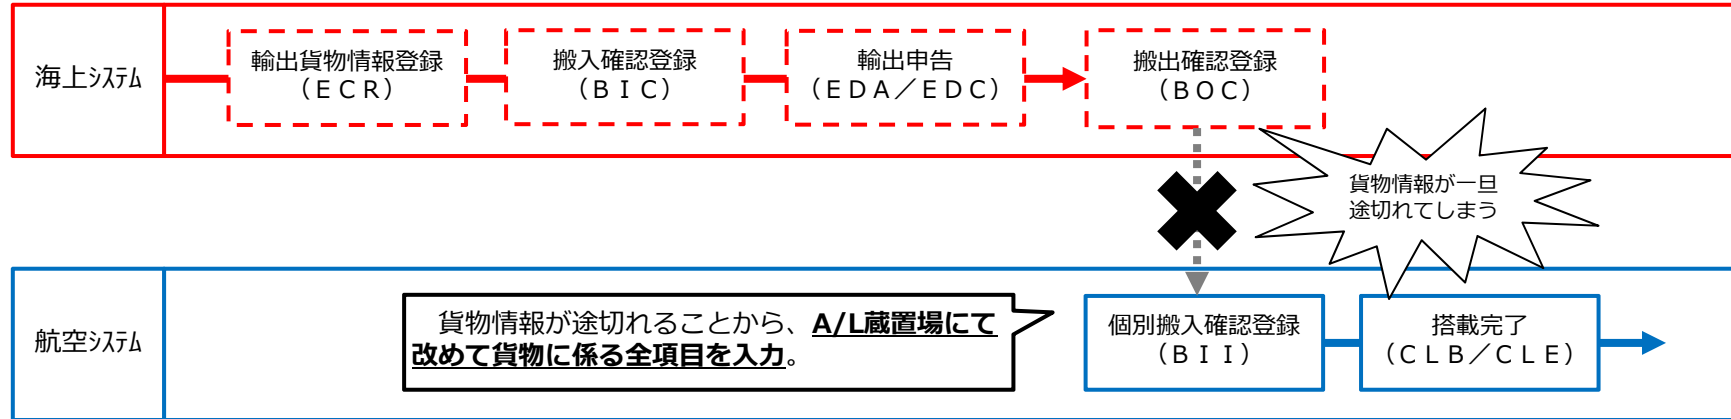 海上ｼｽﾃﾑ
輸出貨物情報登録
（ＥＣＲ）
搬入確認登録
（ＢＩＣ）
輸出申告
（ＥＤＡ／ＥＤＣ）
搬出確認登録
（ＢＯＣ）
貨物情報が一旦
途切れてしまう
航空ｼｽﾃﾑ
貨物情報が途切れることから、A/L蔵置場にて
改めて貨物に係る全項目を入力。
個別搬入確認登録
（ＢＩＩ）
搭載完了
（ＣＬＢ／ＣＬＥ）